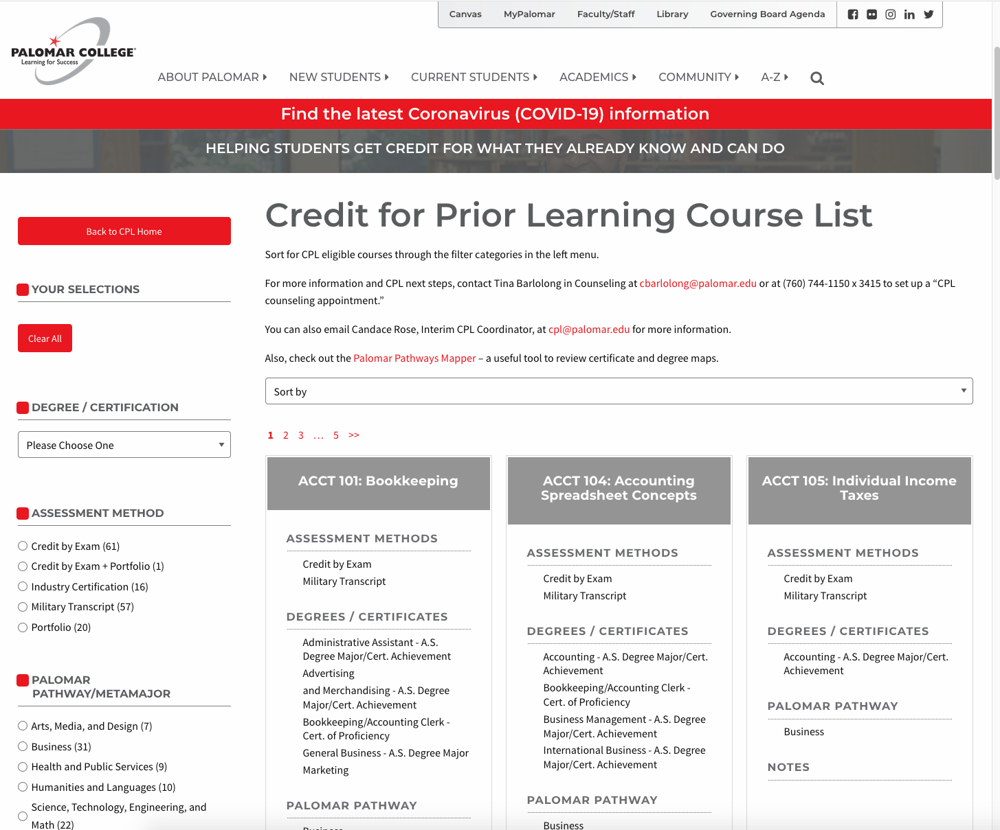 Canvas MyPalomar Faculty/Staff Library Governing Board Agenda
PALOMAR COLLEGE
Learning for Success
ABOUT PALOMAR NEW STUDENTS CURRENT STUDENTS ACADEMICS COMMUNITY A-Z
Find the latest Coronavirus (COVID-19) information
HELPING STUDENTS GET CREDIT FOR WHAT THEY ALREADY KNOW AND CAN DO
Back to CPL Home
YOUR SELECTIONS
Clear All
DEGREE / CERTIFICATION
Please Choose One
ASSESSMENT METHOD
Credit by Exam (61)
Credit by Exam + Portfolio (1)
Industry Certification (16)
Military Transcript (57)
Portfolio (20)
PALOMAR
PATHWAY/METAMAJOR
Arts, Media, and Design (7)
Business (31)
Health and Public Services (9)
Humanities and Languages (10)
Science, Technology, Engineering, and
Math (22)
Credit for Prior Learning Course List
Sort for CPL eligible courses through the filter categories in the left menu.
For more information and CPL next steps, contact Tina Barlolong in Counseling at cbarlolong@palomar.edu or at (760) 744-1150 x 3415 to set up a “CPL
counseling appointment.”
You can also email Candace Rose, Interim CPL Coordinator, at cpl@palomar.edu for more information.
Also, check out the Palomar Pathways Mapper – a useful tool to review certificate and degree maps.
Sort by
1 2 3 … 5 >>
ACCT 101: Bookkeeping
ASSESSMENT METHODS
Credit by Exam
Military Transcript
DEGREES / CERTIFICATES
Administrative Assistant - A.S.
Degree Major/Cert. Achievement
Advertising
and Merchandising - A.S. Degree
Major/Cert. Achievement
Bookkeeping/Accounting Clerk -
Cert. of Proficiency
General Business - A.S. Degree Major
Marketing
PALOMAR PATHWAY
Business
ACCT 104: Accounting
Spreadsheet Concepts
ASSESSMENT METHODS
Credit by Exam
Military Transcript
DEGREES / CERTIFICATES
Accounting - A.S. Degree Major/Cert.
Achievement
Bookkeeping/Accounting Clerk -
Cert. of Proficiency
Business Management - A.S. Degree
Major/Cert. Achievement
International Business - A.S. Degree
Major/Cert. Achievement
PALOMAR PATHWAY
Business
ACCT 105: Individual Income
Taxes
ASSESSMENT METHODS
Credit by Exam
Military Transcript
DEGREES / CERTIFICATES
Accounting - A.S. Degree Major/Cert.
Achievement
PALOMAR PATHWAY
Business
NOTES